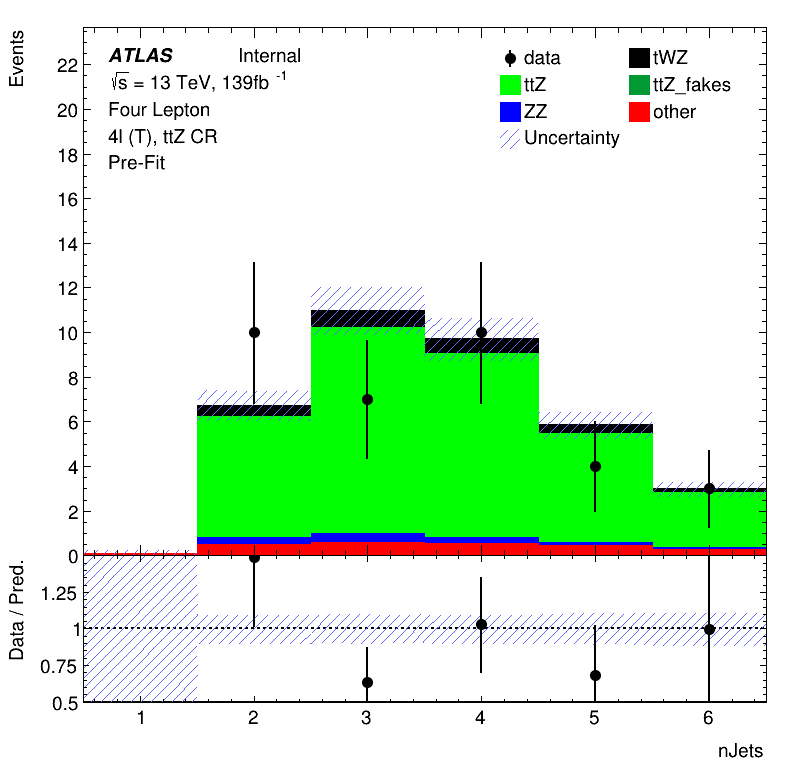 Events
22
20
18
16
14
12
10
8
6
4
2
0
ATLAS Internal
√s = 13 TeV, 139fb -1
Four Lepton
4l (T), ttZ CR
Pre-Fit
data
tWZ
ttZ
ttZ_fakes
ZZ
other
Uncertainty
Data / Pred.
1.25
1
0.75
0.5
1 2 3 4 5 6
nJets